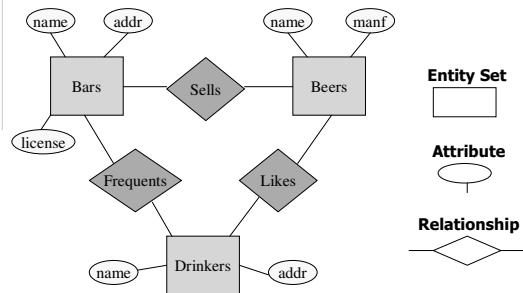 name
addr
name
manf
Bars
Sells
Beers
license
Frequents
Likes
name
Drinkers
addr
Entity Set
Attribute
Relationship